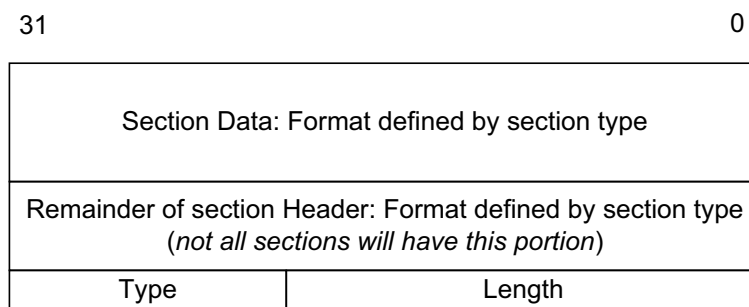 31 0
Section Data: Format defined by section type
Remainder of section Header: Format defined by section type
(not all sections will have this portion)
Type Length